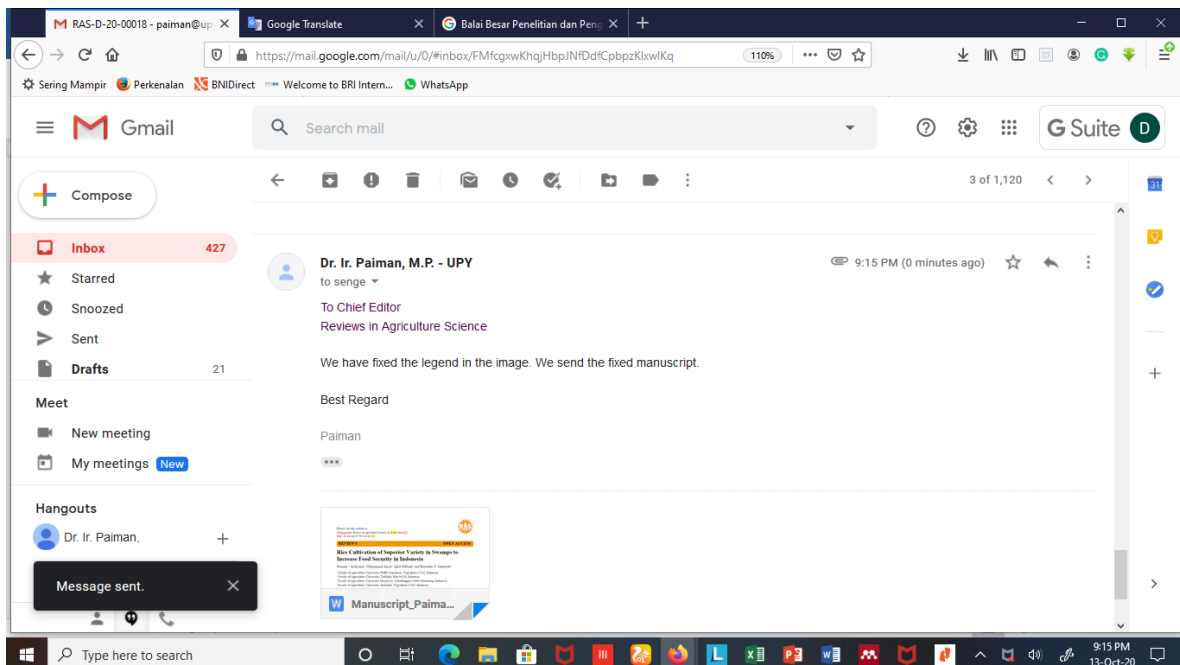 RAS-D-20-00018 - paiman@up
Google Translate
Balai Besar Penelitian dan Peng
https://mail.google.com/mail/u/0/#inbox/FMfcgxwKhqjHbpJNfDdfCpbpzKlxwlKq
110%
Sering Mampir Perkenalan BNIDirect Welcome to BRI Intern... WhatsApp
Gmail
Search mail
G Suite D
Compose
3 of 1,120
31
Inbox 427
Starred
Snoozed
Sent
Drafts 21
Meet
New meeting
My meetings New
Hangouts
Dr. Ir. Paiman,
Message sent.
Dr. Ir. Paiman, M.P. - UPY
9:15 PM (0 minutes ago)
to senge
To Chief Editor
Reviews in Agriculture Science
We have fixed the legend in the image. We send the fixed manuscript.
Best Regard
Paiman
REVIEWS OPEN ACCESS
Rice Cultivation of Superior Variety in Swamps to
Increase Food Security in Indonesia
W Manuscript_Paima...
Type here to search
9:15 PM
13-Oct-20